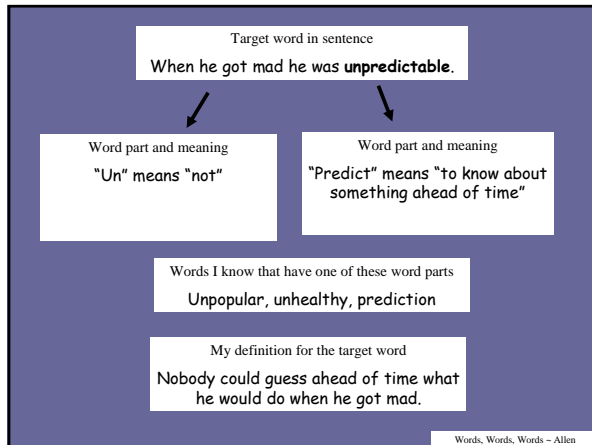 Target word in sentence
When he got mad he was unpredictable.
Word part and meaning
“Un” means “not”
Word part and meaning
“Predict” means “to know about
something ahead of time”
Words I know that have one of these word parts
Unpopular, unhealthy, prediction
My definition for the target word
Nobody could guess ahead of time what
he would do when he got mad.
Words, Words, Words ~ Allen